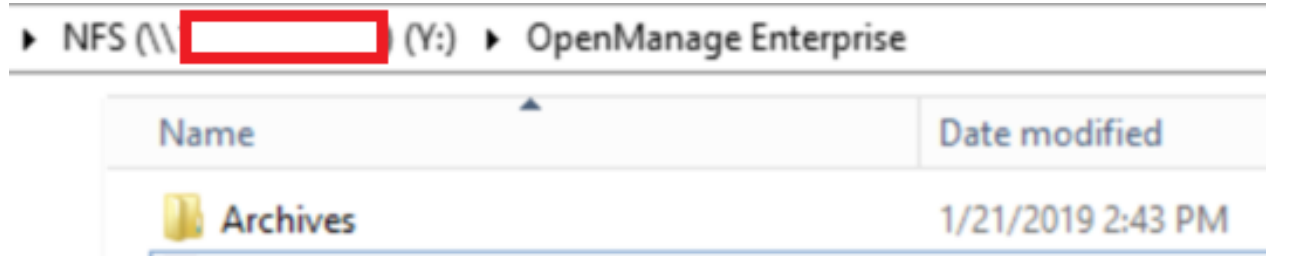 NFS (\\ ) (Y:) OpenManage Enterprise
Name Date modified
Archives 1/21/2019 2:43 PM